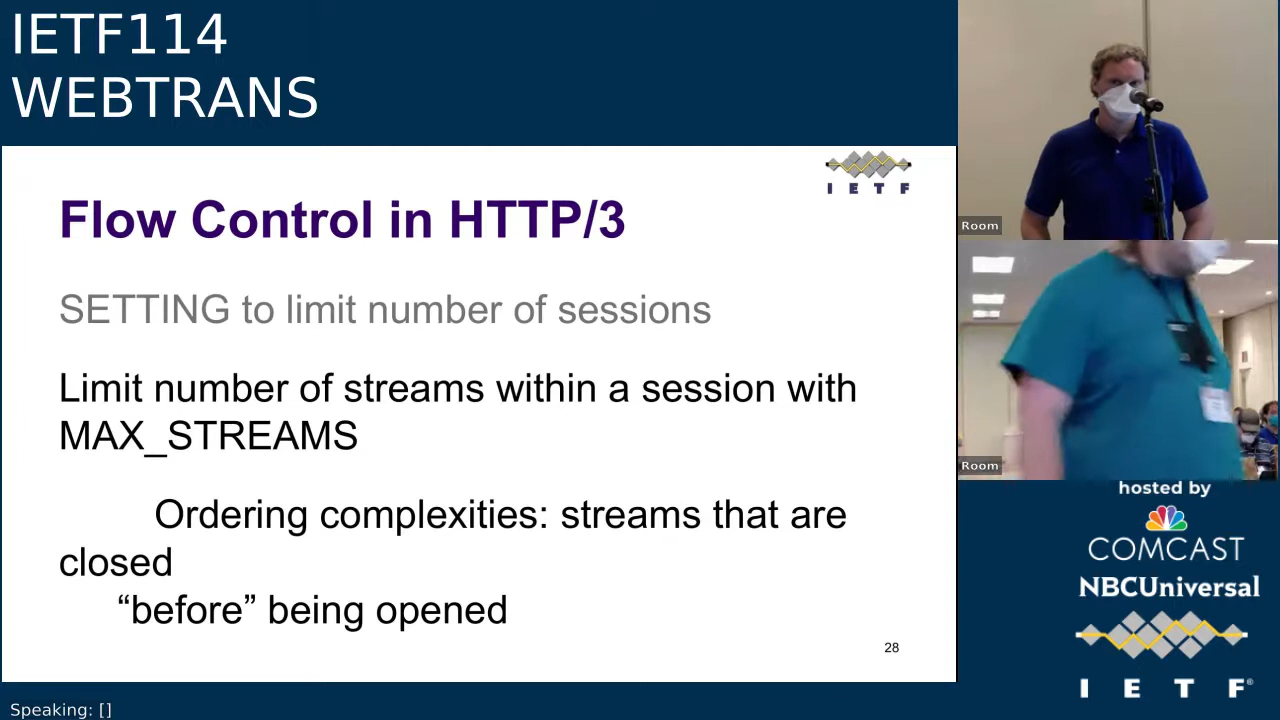 IETF114
WEBTRANS
I E T F
Flow Control in HTTP/3
SETTING to limit number of sessions
Limit number of streams within a session with
MAX_STREAMS
Ordering complexities: streams that are
closed
“before” being opened
28
Room
Room
hosted by
COMCAST
NBCUniversal
I E T F®
Speaking: []